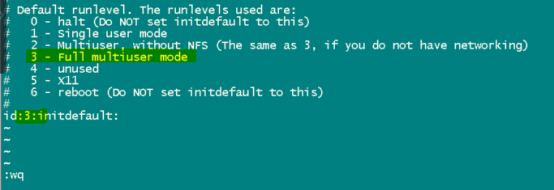 # Default runlevel. The runlevels used are:
#   0 - halt (Do NOT set initdefault to this)
#   1 - Single user mode
#   2 - Multiuser, without NFS (The same as 3, if you do not have networking)
#   3 - Full multiuser mode
#   4 - unused
#   5 - X11
#   6 - reboot (Do NOT set initdefault to this)
#
id:3:initdefault:
~
~
~
~
:wq